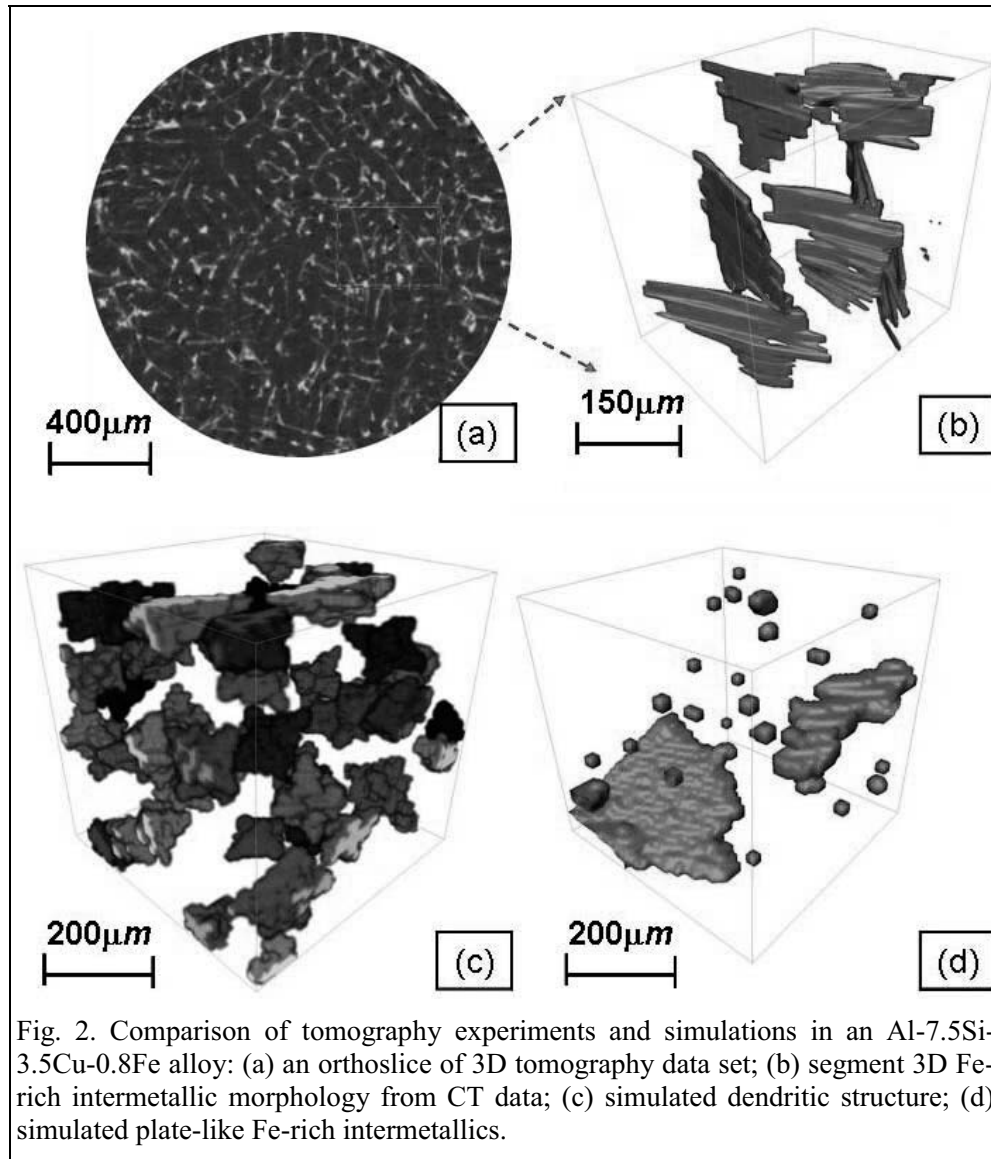 400μm
(a)
150μm
(b)
200μm
(c)
200μm
(d)
Fig. 2. Comparison of tomography experiments and simulations in an Al-7.5Si-
3.5Cu-0.8Fe alloy: (a) an orthoslice of 3D tomography data set; (b) segment 3D Fe-
rich intermetallic morphology from CT data; (c) simulated dendritic structure; (d)
simulated plate-like Fe-rich intermetallics.